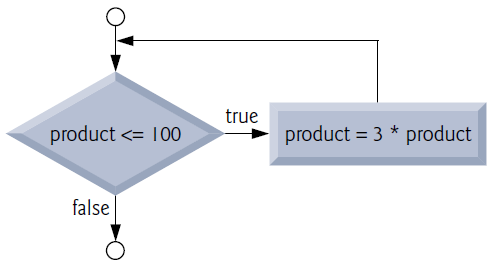 product <= 100
true
product = 3 * product
false